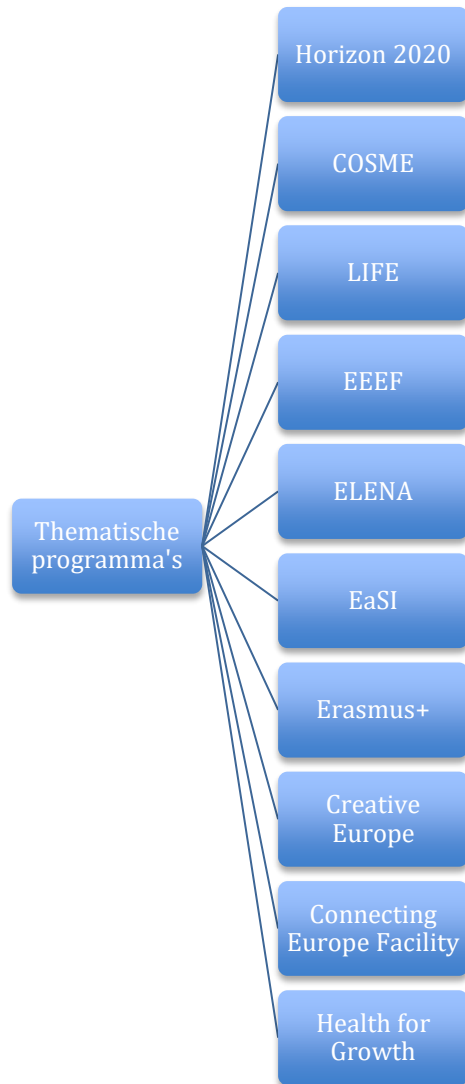 Horizon 2020
COSME
LIFE
EEEF
ELENA
Thematische
programma's
EaSI
Erasmus+
Creative
Europe
Connecting
Europe Facility
Health for
Growth